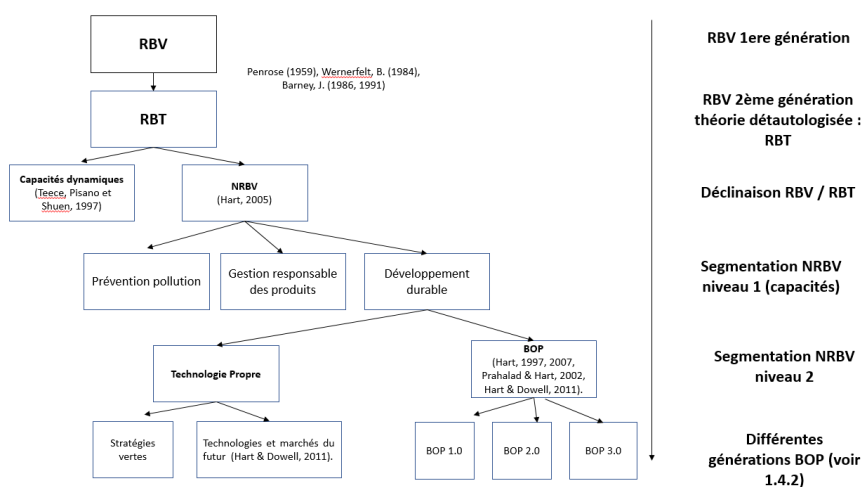 RBV
RBV 1ere génération
Penrose (1959), Wernerfelt, B. (1984),
Barney, J. (1986, 1991)
RBT
RBV 2ème génération
théorie détautologisée :
RBT
Capacités dynamiques
(Teece, Pisano et
Shuen, 1997)
NRBV
(Hart, 2005)
Déclinaison RBV / RBT
Prévention pollution
Gestion responsable
des produits
Développement
durable
Segmentation NRBV
niveau 1 (capacités)
Technologie Propre
BOP
(Hart, 1997, 2007,
Prahalad & Hart, 2002,
Hart & Dowell, 2011).
Segmentation NRBV
niveau 2
Stratégies
vertes
Technologies et marchés du
futur (Hart & Dowell, 2011).
BOP 1.0
BOP 2.0
BOP 3.0
Différentes
générations BOP (voir
1.4.2)